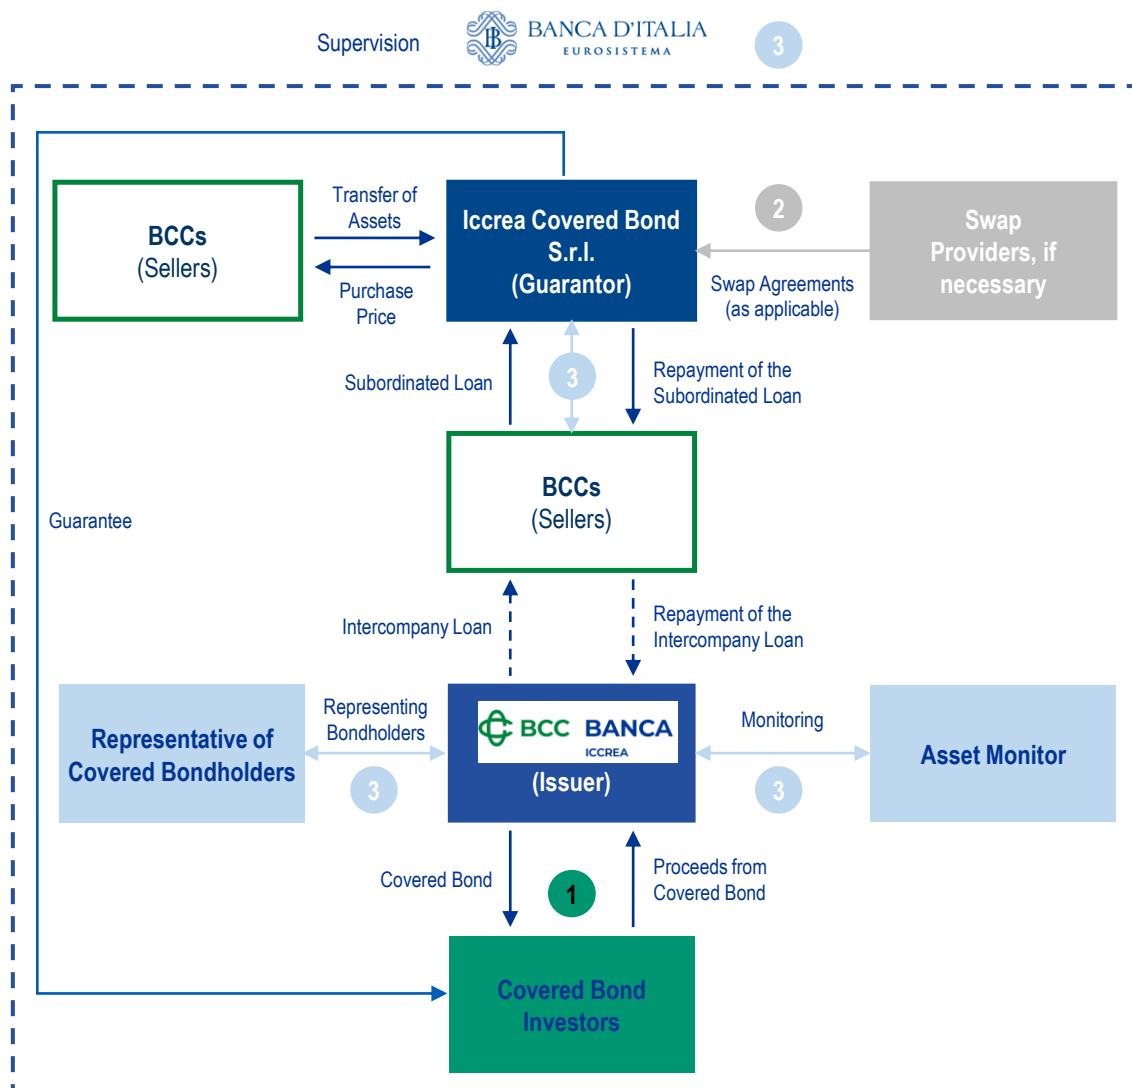 Supervision
BANCA D'ITALIA
EUROSISTEMA
3
BCCs
(Sellers)
Transfer of
Assets
Purchase
Price
Iccrea Covered Bond
S.r.l.
(Guarantor)
2
Swap Agreements
(as applicable)
Swap
Providers, if
necessary
Subordinated Loan
3
Repayment of the
Subordinated Loan
BCCs
(Sellers)
Guarantee
Intercompany Loan
Repayment of the
Intercompany Loan
Representative of
Covered Bondholders
Representing
Bondholders
3
BCC BANCA
ICCREA
(Issuer)
Monitoring
3
Asset Monitor
Covered Bond
1
Proceeds from
Covered Bond
Covered Bond
Investors